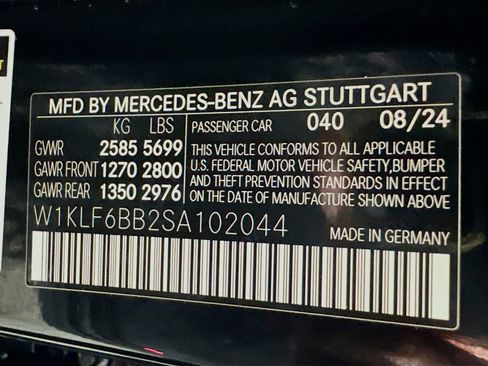 MFD BY MERCEDES-BENZ AG STUTTGART
KG LBS PASSENGER CAR 040 08/24
GVWR 2585 5699
GAWR FRONT 1270 2800
GAWR REAR 1350 2976
THIS VEHICLE CONFORMS TO ALL APPLICABLE
U.S. FEDERAL MOTOR VEHICLE SAFETY,BUMPER
AND THEFT PREVENTION STANDARDS IN EFFECT
ON THE DATE OF MANUFACTURE SHOWN ABOVE.
W1KLF6BB2SA102044 MADE IN GERMANY